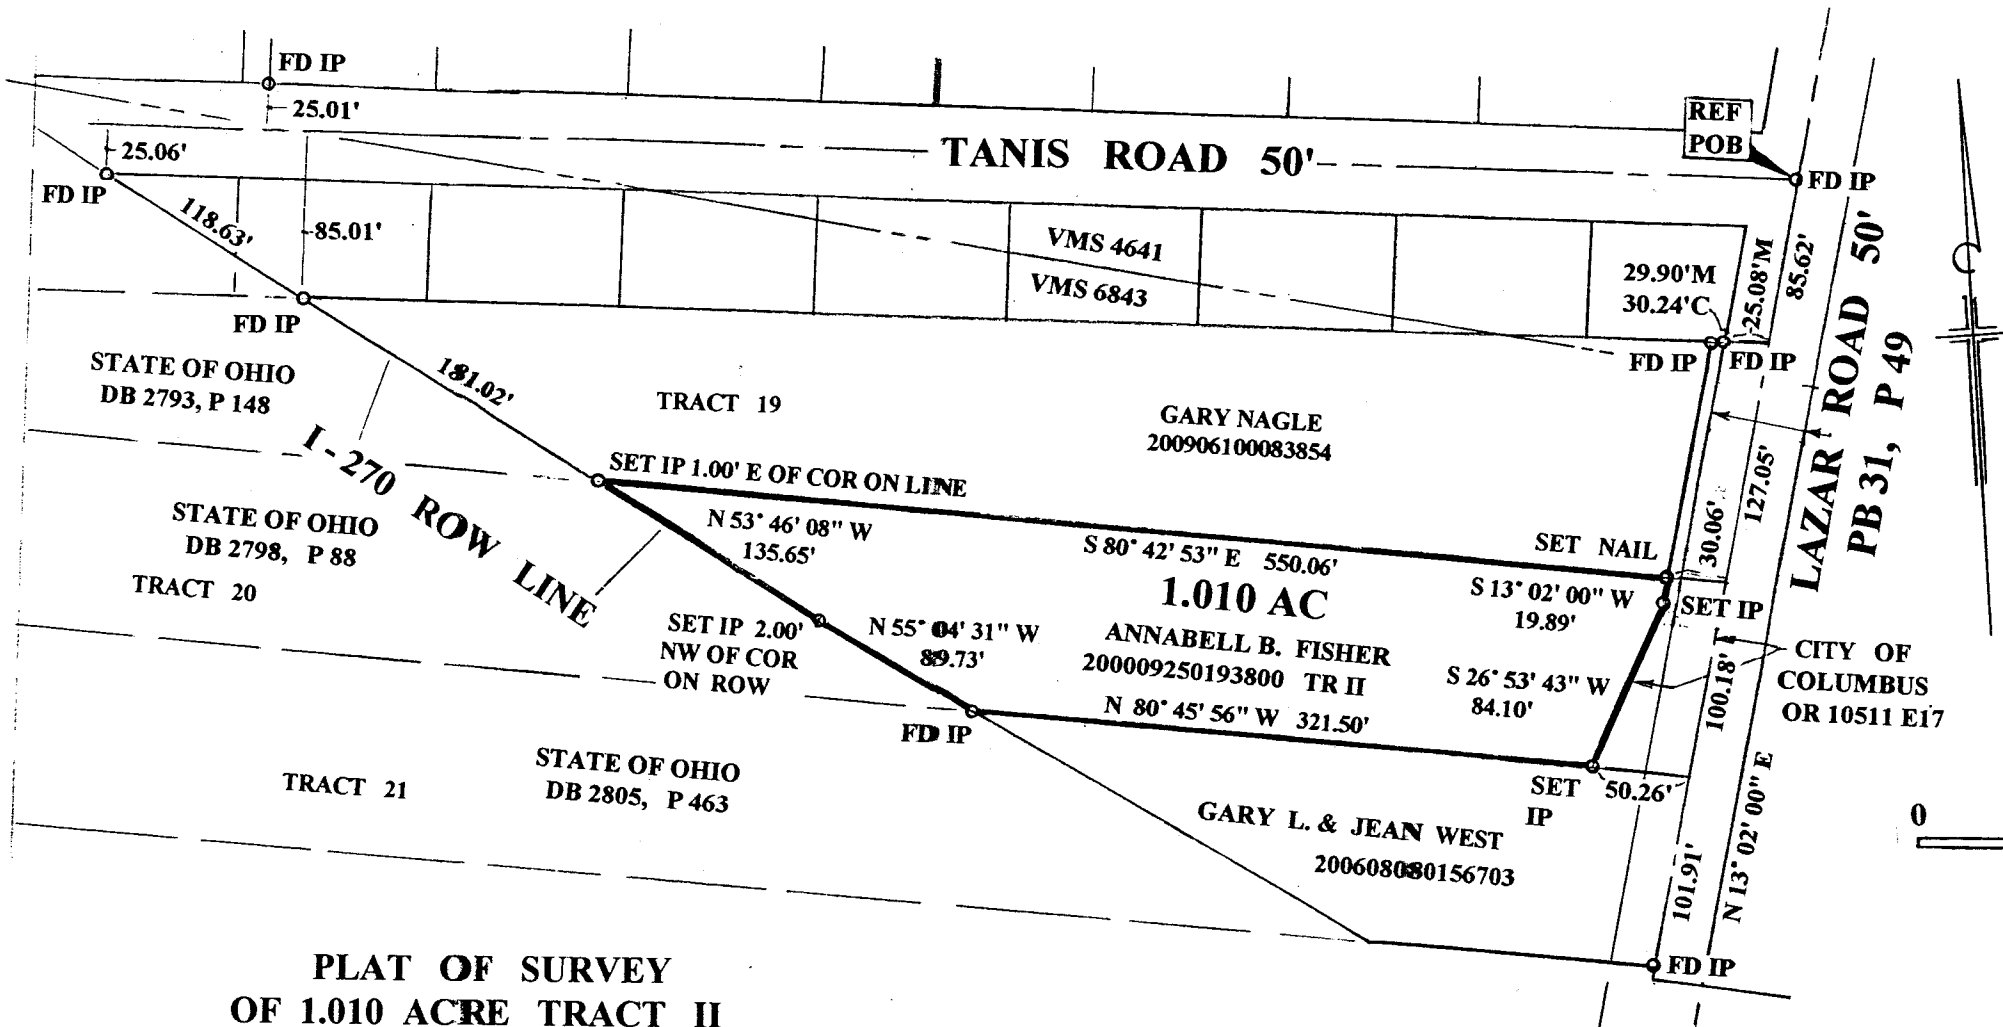 FD IP
25.01'
REF
POB
TANIS ROAD 50'
25.06'
FD IP
FD IP
118.63'
85.01'
VMS 4641
VMS 6843
29.90'M
30.24'C
25.08'M
85.62'
LAZAR ROAD 50'
PB 31, P 49
FD IP
FD IP
FD IP
STATE OF OHIO
DB 2793, P 148
181.02'
TRACT 19
GARY NAGLE
200906100083854
I - 270 ROW LINE
SET IP 1.00' E OF COR ON LINE
N 53° 46' 08" W
135.65'
S 80° 42' 53" E 550.06'
SET NAIL
30.06'
127.05'
STATE OF OHIO
DB 2798, P 88
TRACT 20
1.010 AC
S 13° 02' 00" W
19.89'
SET IP
SET IP 2.00'
NW OF COR
ON ROW
N 55° 04' 31" W
89.73'
ANNABELL B. FISHER
200009250193800 TR II
S 26° 53' 43" W
84.10'
100.18'
CITY OF
COLUMBUS
OR 10511 E17
N 80° 45' 56" W 321.50'
FD IP
STATE OF OHIO
DB 2805, P 463
TRACT 21
SET
IP
50.26'
GARY L. & JEAN WEST
200608080156703
101.91'
N 13° 02' 00" E
0
FD IP
PLAT OF SURVEY
OF 1.010 ACRE TRACT II